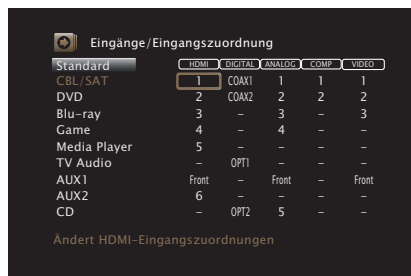 Eingänge/Eingangszuordnung
Standard HDMI DIGITAL ANALOG COMP VIDEO
CBL/SAT 1 COAX1 1 1 1
DVD 2 COAX2 2 2 2
Blu-ray 3 – 3 – 3
Game 4 – 4 – –
Media Player 5 – – – –
TV Audio – OPT1 – – –
AUX1 Front – Front – Front
AUX2 6 – – – –
CD – OPT2 5 – –
Ändert HDMI-Eingangszuordnungen